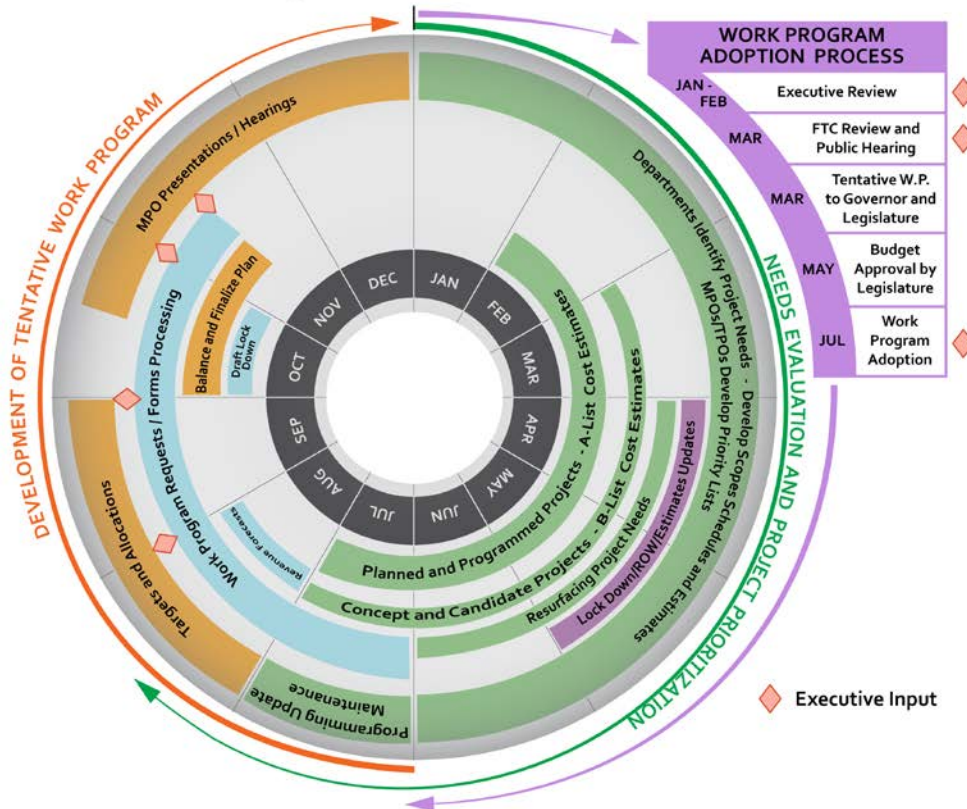 WORK PROGRAM
ADOPTION PROCESS
JAN -
FEB
Executive Review
MAR
FTC Review and
Public Hearing
MAR
Tentative W.P.
to Governor and
Legislature
MAY
Budget
Approval by
Legislature
JUL
Work
Program
Adoption
DEVELOPMENT OF TENTATIVE WORK PROGRAM
NEEDS EVALUATION AND PROJECT PRIORITIZATION
MPO Presentations / Hearings
Departments Identify Project Needs - Develop Scopes Schedules and Estimates
MPOs/TPOs Develop Priority Lists
Work Program Requests / Forms Processing
Balance and Finalize Plan
Draft Lock
Down
Targets and Allocations
Revenue Forecasts
Programming Update
Maintenance
Planned and Programmed Projects - A-List Cost Estimates
Concept and Candidate Projects - B-List Cost Estimates
Resurfacing Project Needs
Lock Down/ROW/Estimates Updates
JAN
FEB
MAR
APR
MAY
JUN
JUL
AUG
SEP
OCT
NOV
DEC
Executive Input